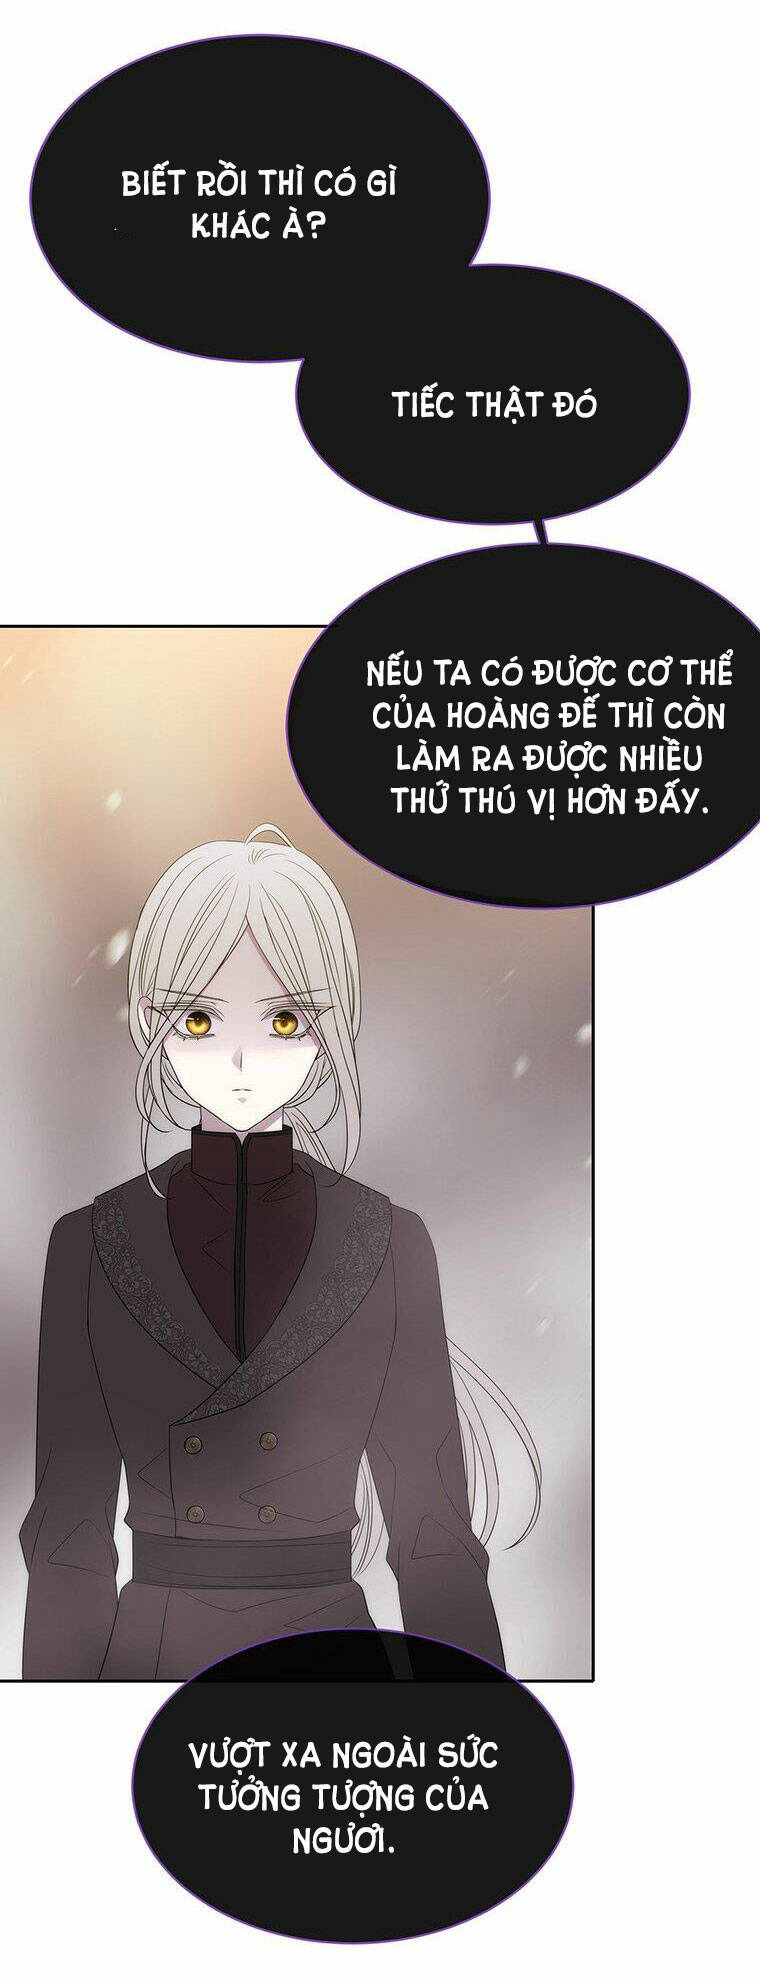 BIẾT RỒI THÌ CÓ GÌ
KHÁC À?
TIẾC THẬT ĐÓ
NẾU TA CÓ ĐƯỢC CƠ THỂ
CỦA HOÀNG ĐẾ THÌ CÒN
LÀM RA ĐƯỢC NHIỀU
THỨ THÚ VỊ HƠN ĐẤY.
VƯỢT XA NGOÀI SỨC
TƯỞNG TƯỢNG CỦA
NGƯƠI.